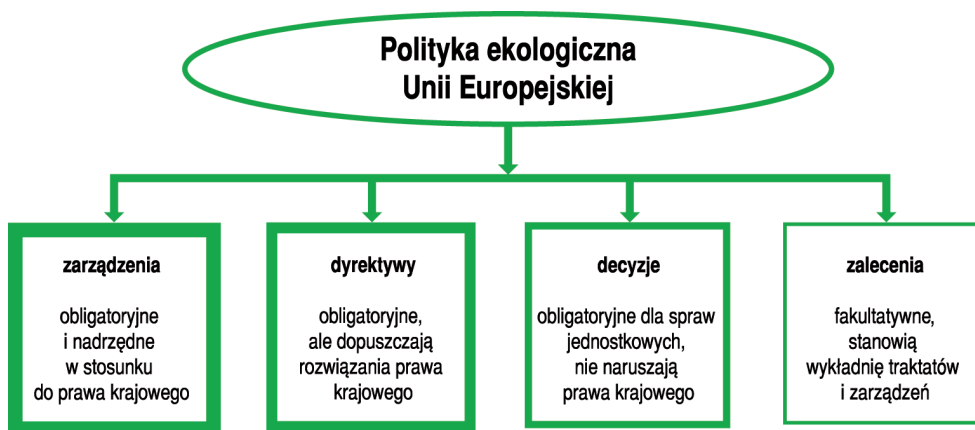 Polityka ekologiczna
Unii Europejskiej
zarządzenia
obligatoryjne
i nadrzędne
w stosunku
do prawa krajowego
dyrektywy
obligatoryjne,
ale dopuszczają
rozwiązania prawa
krajowego
decyzje
obligatoryjne dla spraw
jednostkowych,
nie naruszają
prawa krajowego
zalecenia
fakultatywne,
stanowią
wykładnię traktatów
i zarządzeń